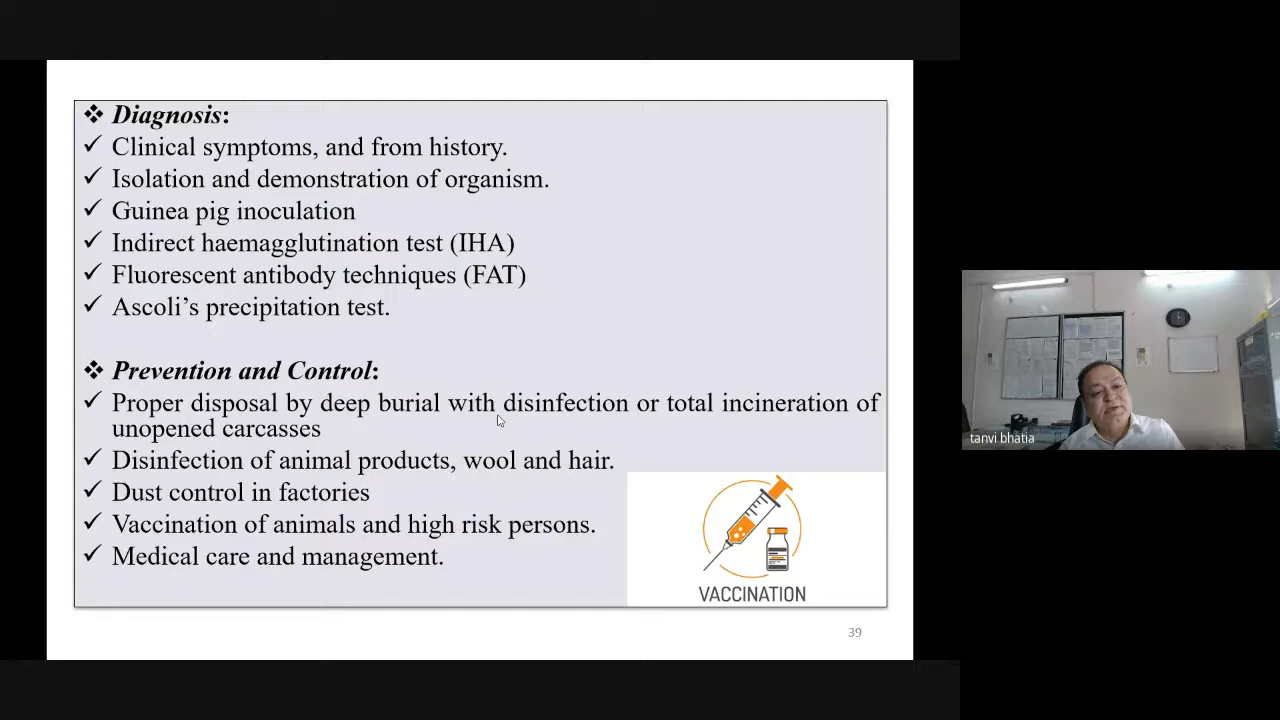 ❖ Diagnosis:
✓ Clinical symptoms, and from history.
✓ Isolation and demonstration of organism.
✓ Guinea pig inoculation
✓ Indirect haemagglutination test (IHA)
✓ Fluorescent antibody techniques (FAT)
✓ Ascoli’s precipitation test.
❖ Prevention and Control:
✓ Proper disposal by deep burial with disinfection or total incineration of
unopened carcasses
✓ Disinfection of animal products, wool and hair.
✓ Dust control in factories
✓ Vaccination of animals and high risk persons.
✓ Medical care and management.
VACCINATION
39
tanvi bhatia